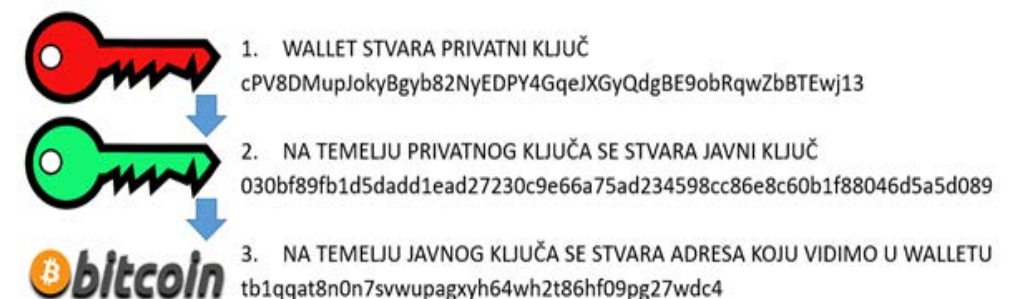 1. WALLET STVARA PRIVATNI KLJUČ
cPV8DMupJokyBgyb82NyEDPY4GqeJXGyQdgBE9obRqwZbBTEwj13
2. NA TEMELJU PRIVATNOG KLJUČA SE STVARA JAVNI KLJUČ
030bf89fb1d5dadd1ead27230c9e66a75ad234598cc86e8c60b1f88046d5a5d089
bitcoin
3. NA TEMELJU JAVNOG KLJUČA SE STVARA ADRESA KOJU VIDIMO U WALLETU
tb1qqat8n0n7svwupagxyh64wh2t86hf09pg27wdc4